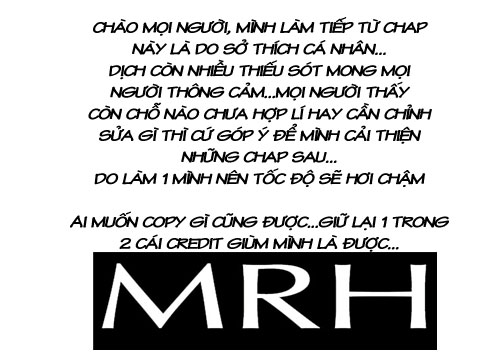 CHÀO MỌI NGƯỜI, MÌNH LÀM TIẾP TỪ CHAP
NÀY LÀ DO SỞ THÍCH CÁ NHÂN...
DỊCH CÒN NHIỀU THIẾU SÓT MONG MỌI
NGƯỜI THÔNG CẢM...MỌI NGƯỜI THẤY
CÒN CHỖ NÀO CHƯA HỢP LÍ HAY CẦN CHỈNH
SỬA GÌ THÌ CỨ GÓP Ý ĐỂ MÌNH CẢI THIỆN
NHỮNG CHAP SAU...
DO LÀM 1 MÌNH NÊN TỐC ĐỘ SẼ HƠI CHẬM
AI MUỐN COPY GÌ CŨNG ĐƯỢC...GIỮ LẠI 1 TRONG
2 CÁI CREDIT GIÙM MÌNH LÀ ĐƯỢC...
MRH